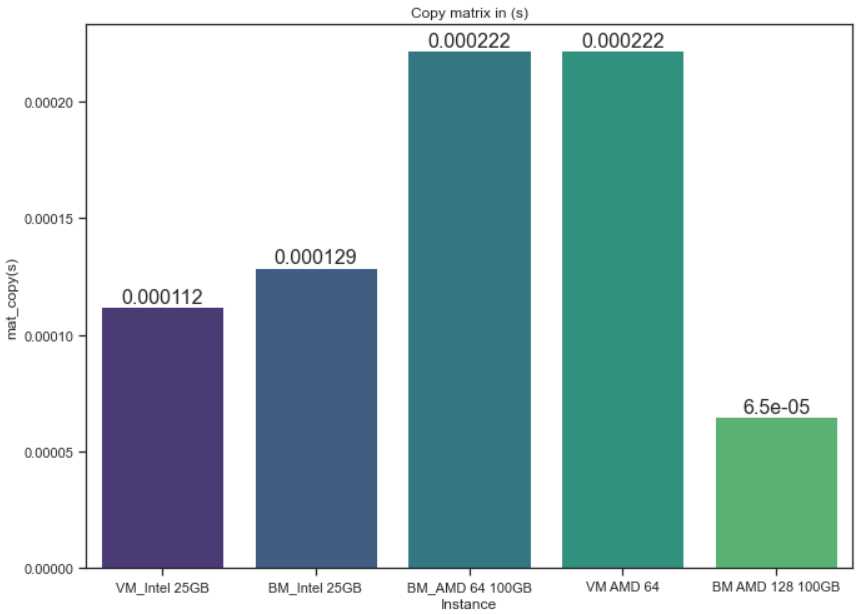 Copy matrix in (s)
0.000222
0.000222
0.00020
0.00015
0.000129
0.000112
0.00010
mat_copy(s)
6.5e-05
0.00005
0.00000
VM_Intel 25GB
BM_Intel 25GB
BM_AMD 64 100GB
VM AMD 64
BM AMD 128 100GB
Instance